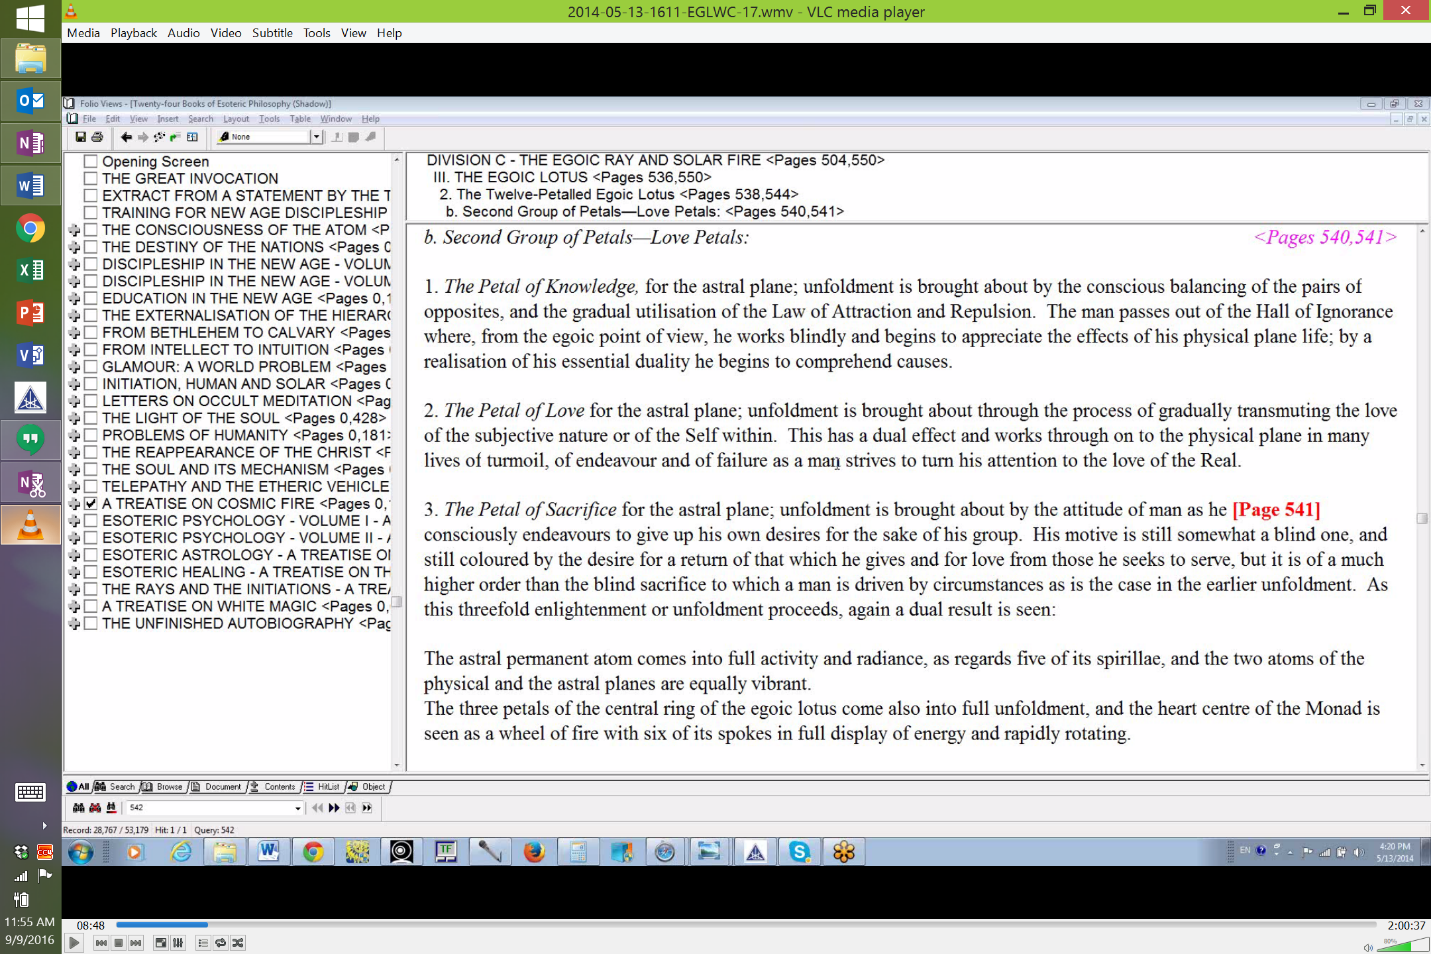 2014-05-13-1611-EGLWC-17.wmv - VLC media player
Media Playback Audio Video Subtitle Tools View Help
Folio Views - [Twenty-four Books of Esoteric Philosophy (Shadow)]
File Edit View Insert Search Layout Tools Table Window Help
None
Opening Screen
THE GREAT INVOCATION
EXTRACT FROM A STATEMENT BY THE T
TRAINING FOR NEW AGE DISCIPLESHIP
THE CONSCIOUSNESS OF THE ATOM <P
THE DESTINY OF THE NATIONS <Pages 0
DISCIPLESHIP IN THE NEW AGE - VOLUM
DISCIPLESHIP IN THE NEW AGE - VOLUM
EDUCATION IN THE NEW AGE <Pages 0,1
THE EXTERNALISATION OF THE HIERAR
FROM BETHLEHEM TO CALVARY <Pages
FROM INTELLECT TO INTUITION <Pages
GLAMOUR: A WORLD PROBLEM <Pages
INITIATION, HUMAN AND SOLAR <Pages 0
LETTERS ON OCCULT MEDITATION <Pag
THE LIGHT OF THE SOUL <Pages 0,428>
PROBLEMS OF HUMANITY <Pages 0,181>
THE REAPPEARANCE OF THE CHRIST <P
THE SOUL AND ITS MECHANISM <Pages
TELEPATHY AND THE ETHERIC VEHICLE
A TREATISE ON COSMIC FIRE <Pages 0,
ESOTERIC PSYCHOLOGY - VOLUME I - A
ESOTERIC PSYCHOLOGY - VOLUME II - A
ESOTERIC ASTROLOGY - A TREATISE ON
ESOTERIC HEALING - A TREATISE ON TH
THE RAYS AND THE INITIATIONS - A TREA
A TREATISE ON WHITE MAGIC <Pages 0,
THE UNFINISHED AUTOBIOGRAPHY <Pag
DIVISION C - THE EGOIC RAY AND SOLAR FIRE <Pages 504,550>
III. THE EGOIC LOTUS <Pages 536,550>
2. The Twelve-Petalled Egoic Lotus <Pages 538,544>
b. Second Group of Petals—Love Petals: <Pages 540,541>
b. Second Group of Petals—Love Petals: <Pages 540,541>
1. The Petal of Knowledge, for the astral plane; unfoldment is brought about by the conscious balancing of the pairs of
opposites, and the gradual utilisation of the Law of Attraction and Repulsion. The man passes out of the Hall of Ignorance
where, from the egoic point of view, he works blindly and begins to appreciate the effects of his physical plane life; by a
realisation of his essential duality he begins to comprehend causes.
2. The Petal of Love for the astral plane; unfoldment is brought about through the process of gradually transmuting the love
of the subjective nature or of the Self within. This has a dual effect and works through on to the physical plane in many
lives of turmoil, of endeavour and of failure as a man strives to turn his attention to the love of the Real.
3. The Petal of Sacrifice for the astral plane; unfoldment is brought about by the attitude of man as he [Page 541]
consciously endeavours to give up his own desires for the sake of his group. His motive is still somewhat a blind one, and
still coloured by the desire for a return of that which he gives and for love from those he seeks to serve, but it is of a much
higher order than the blind sacrifice to which a man is driven by circumstances as is the case in the earlier unfoldment. As
this threefold enlightenment or unfoldment proceeds, again a dual result is seen:
The astral permanent atom comes into full activity and radiance, as regards five of its spirillae, and the two atoms of the
physical and the astral planes are equally vibrant.
The three petals of the central ring of the egoic lotus come also into full unfoldment, and the heart centre of the Monad is
seen as a wheel of fire with six of its spokes in full display of energy and rapidly rotating.
All Search Browse Document Contents HitList Object
542
Record: 28,767 / 53,179 Hit: 1 / 1 Query: 542
EN
4:20 PM
5/13/2014
11:55 AM
9/9/2016
08:48
2:00:37
80%